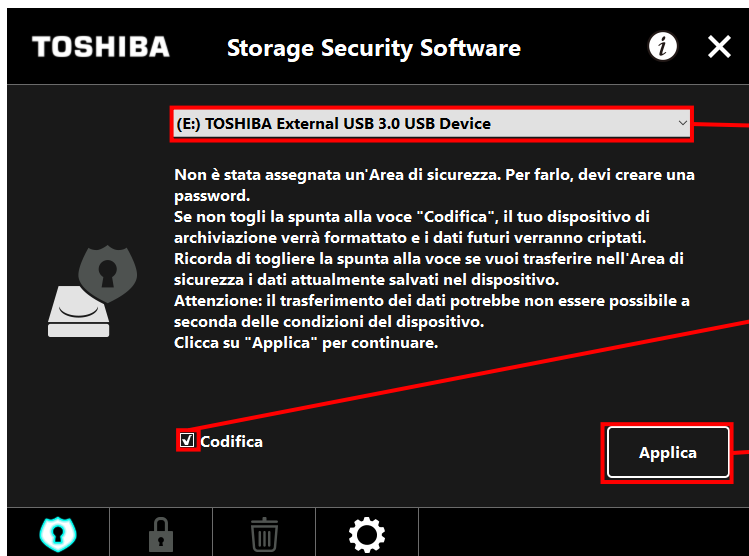 TOSHIBA Storage Security Software
(E:) TOSHIBA External USB 3.0 USB Device
Non è stata assegnata un'Area di sicurezza. Per farlo, devi creare una
password.
Se non togli la spunta alla voce "Codifica", il tuo dispositivo di
archiviazione verrà formattato e i dati futuri verranno criptati.
Ricorda di togliere la spunta alla voce se vuoi trasferire nell'Area di
sicurezza i dati attualmente salvati nel dispositivo.
Attenzione: il trasferimento dei dati potrebbe non essere possibile a
seconda delle condizioni del dispositivo.
Clicca su "Applica" per continuare.
Codifica
Applica